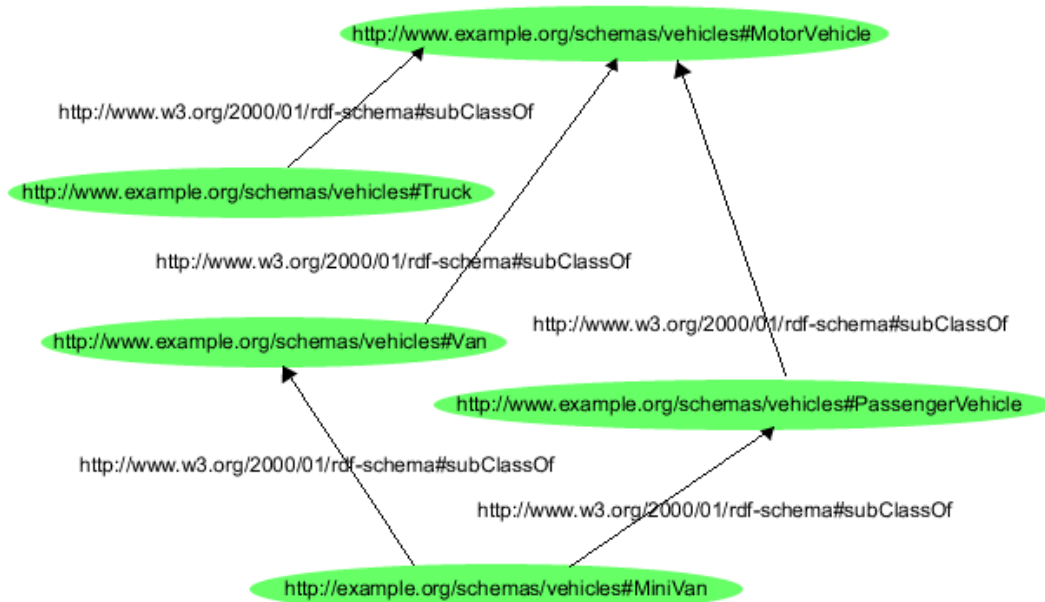 http://www.example.org/schemas/vehicles#MotorVehicle
http://www.w3.org/2000/01/rdf-schema#subClassOf
http://www.example.org/schemas/vehicles#Truck
http://www.w3.org/2000/01/rdf-schema#subClassOf
http://www.w3.org/2000/01/rdf-schema#subClassOf
http://www.example.org/schemas/vehicles#Van
http://www.example.org/schemas/vehicles#PassengerVehicle
http://www.w3.org/2000/01/rdf-schema#subClassOf
http://www.w3.org/2000/01/rdf-schema#subClassOf
http://example.org/schemas/vehicles#MiniVan